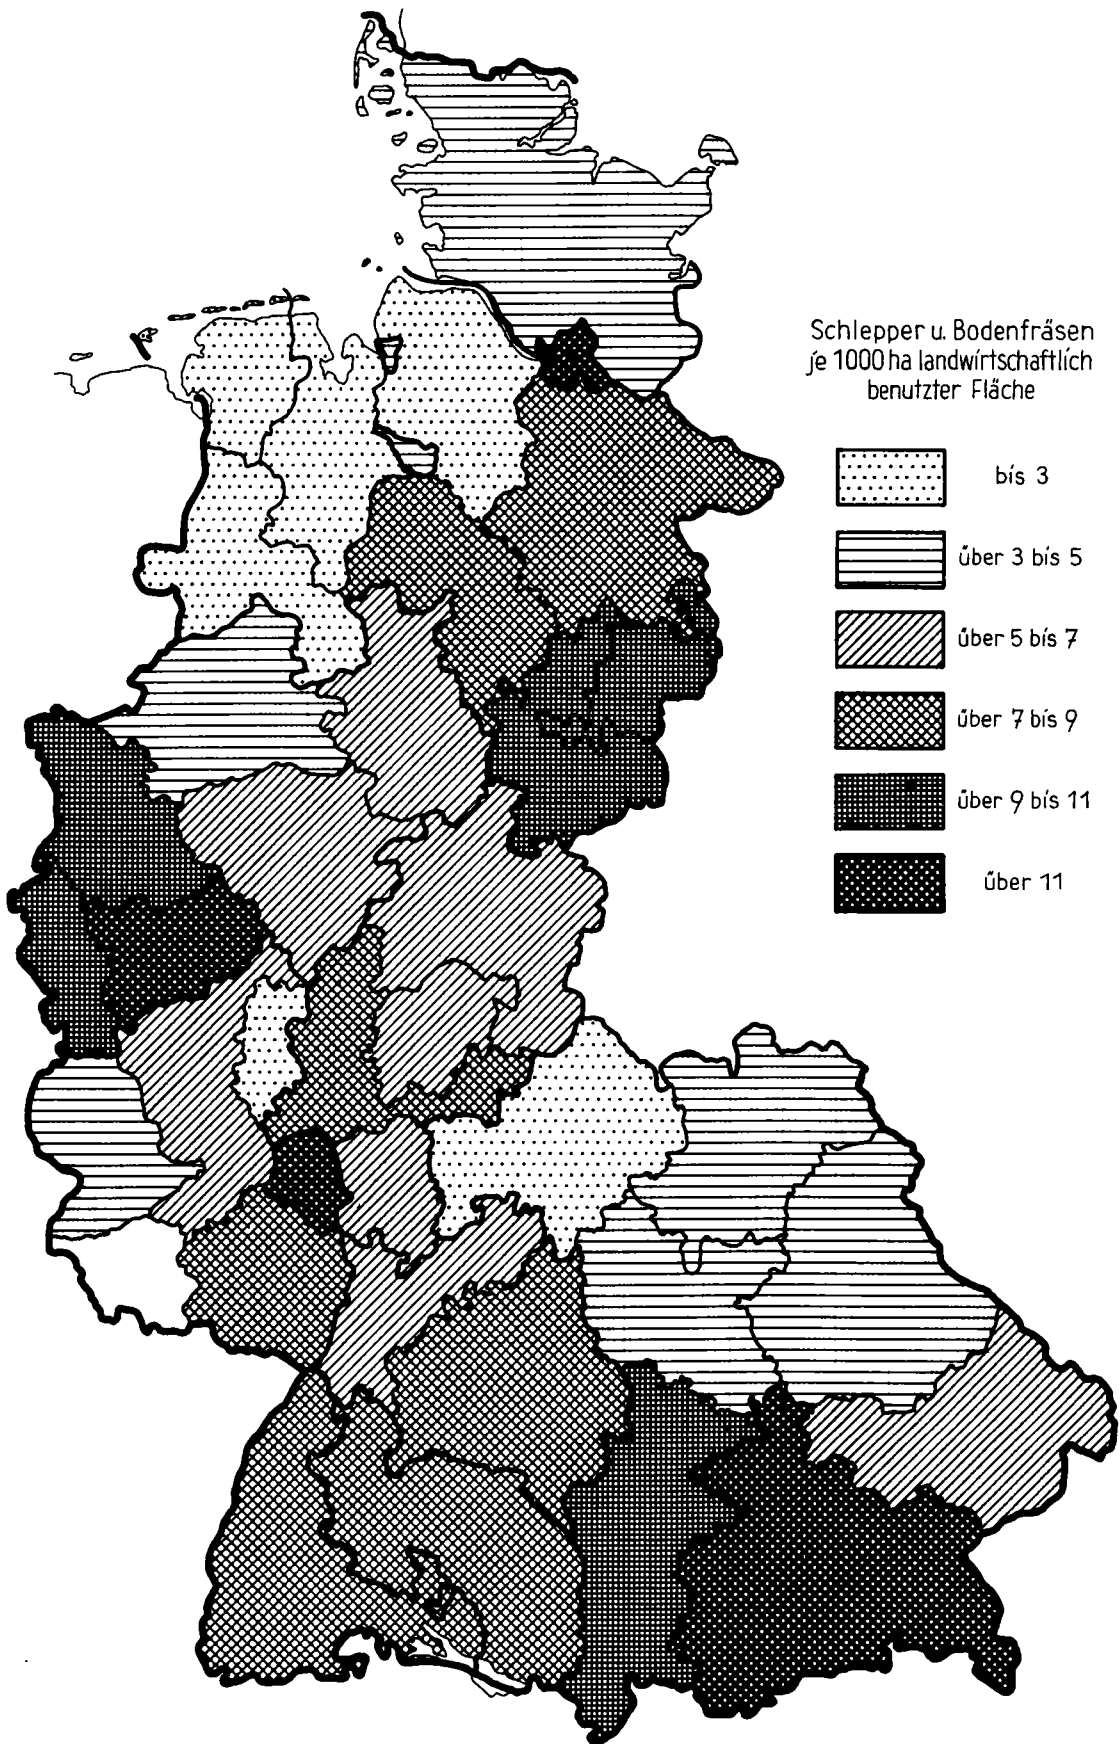 Schlepper u. Bodenfräsen
je 1000 ha landwirtschaftlich
benutzter Fläche
bis 3
über 3 bis 5
über 5 bis 7
über 7 bis 9
über 9 bis 11
über 11